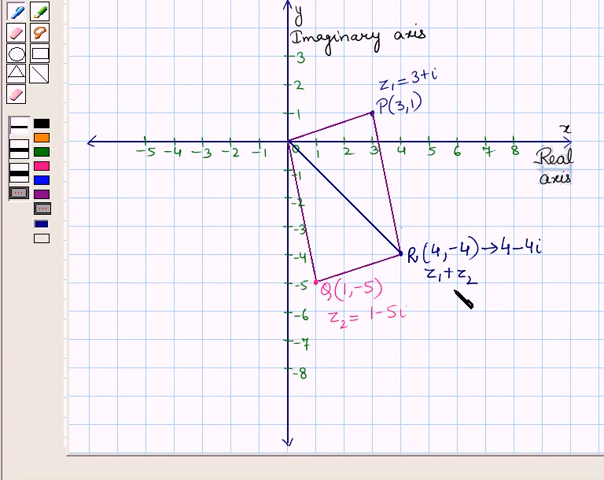 y
Imaginary axis
3
2
z₁ = 3+i
1
P(3,1)
x
-5 -4 -3 -2 -1 0 1 2 3 4 5 6 7 8
Real
axis
-1
-2
-3
-4
R(4,-4)→4-4i
z₁+z₂
-5
Q(1,-5)
z₂ = 1-5i
-6
-7
-8